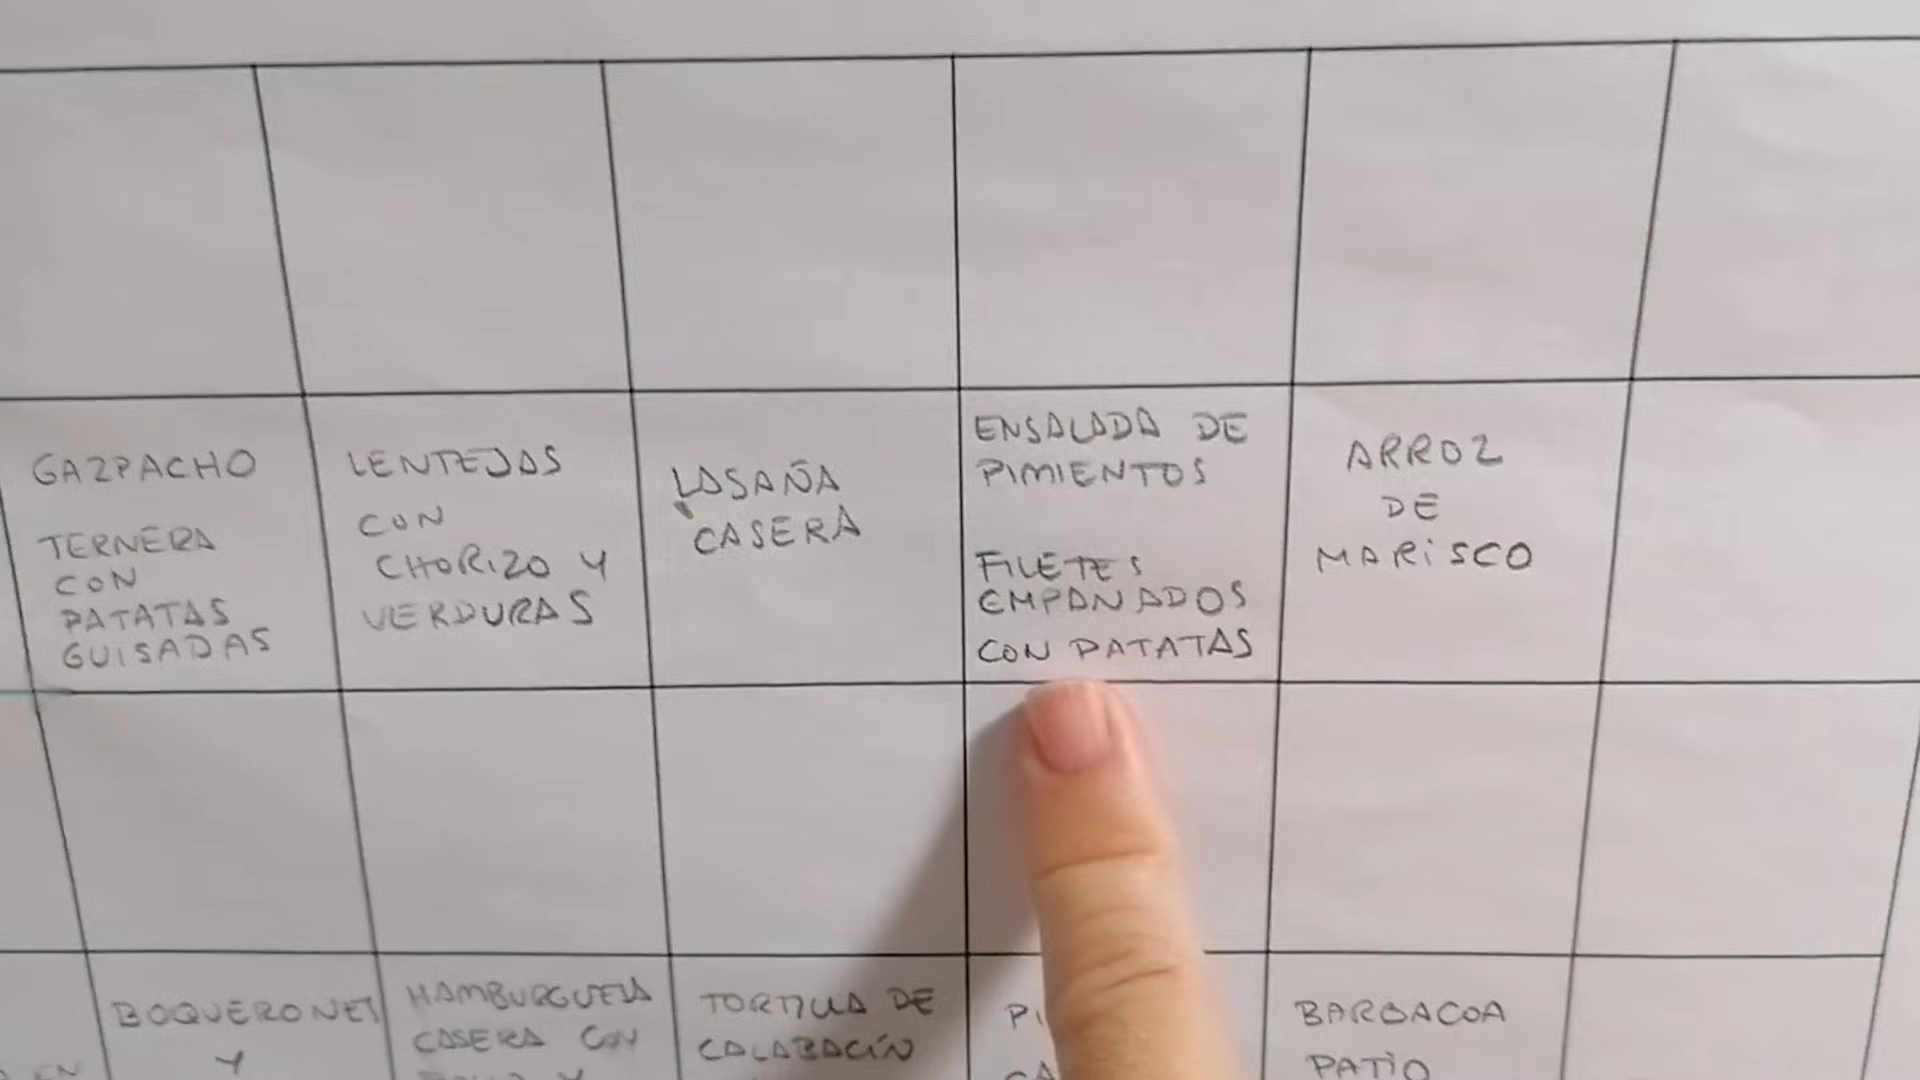 GAZPACHO
TERNERA
CON
PATATAS
GUISADAS
LENTEJAS
CON
CHORIZO Y
VERDURAS
LASAÑA
CASERA
ENSALADA DE
PIMIENTOS
FILETES
EMPANADOS
CON PATATAS
ARROZ
DE
MARISCO
EN
BOQUERONES
Y
HAMBURGUESA
CASERA CON
Y
TORTILLA DE
CALABACÍN
BARBACOA
PATIO